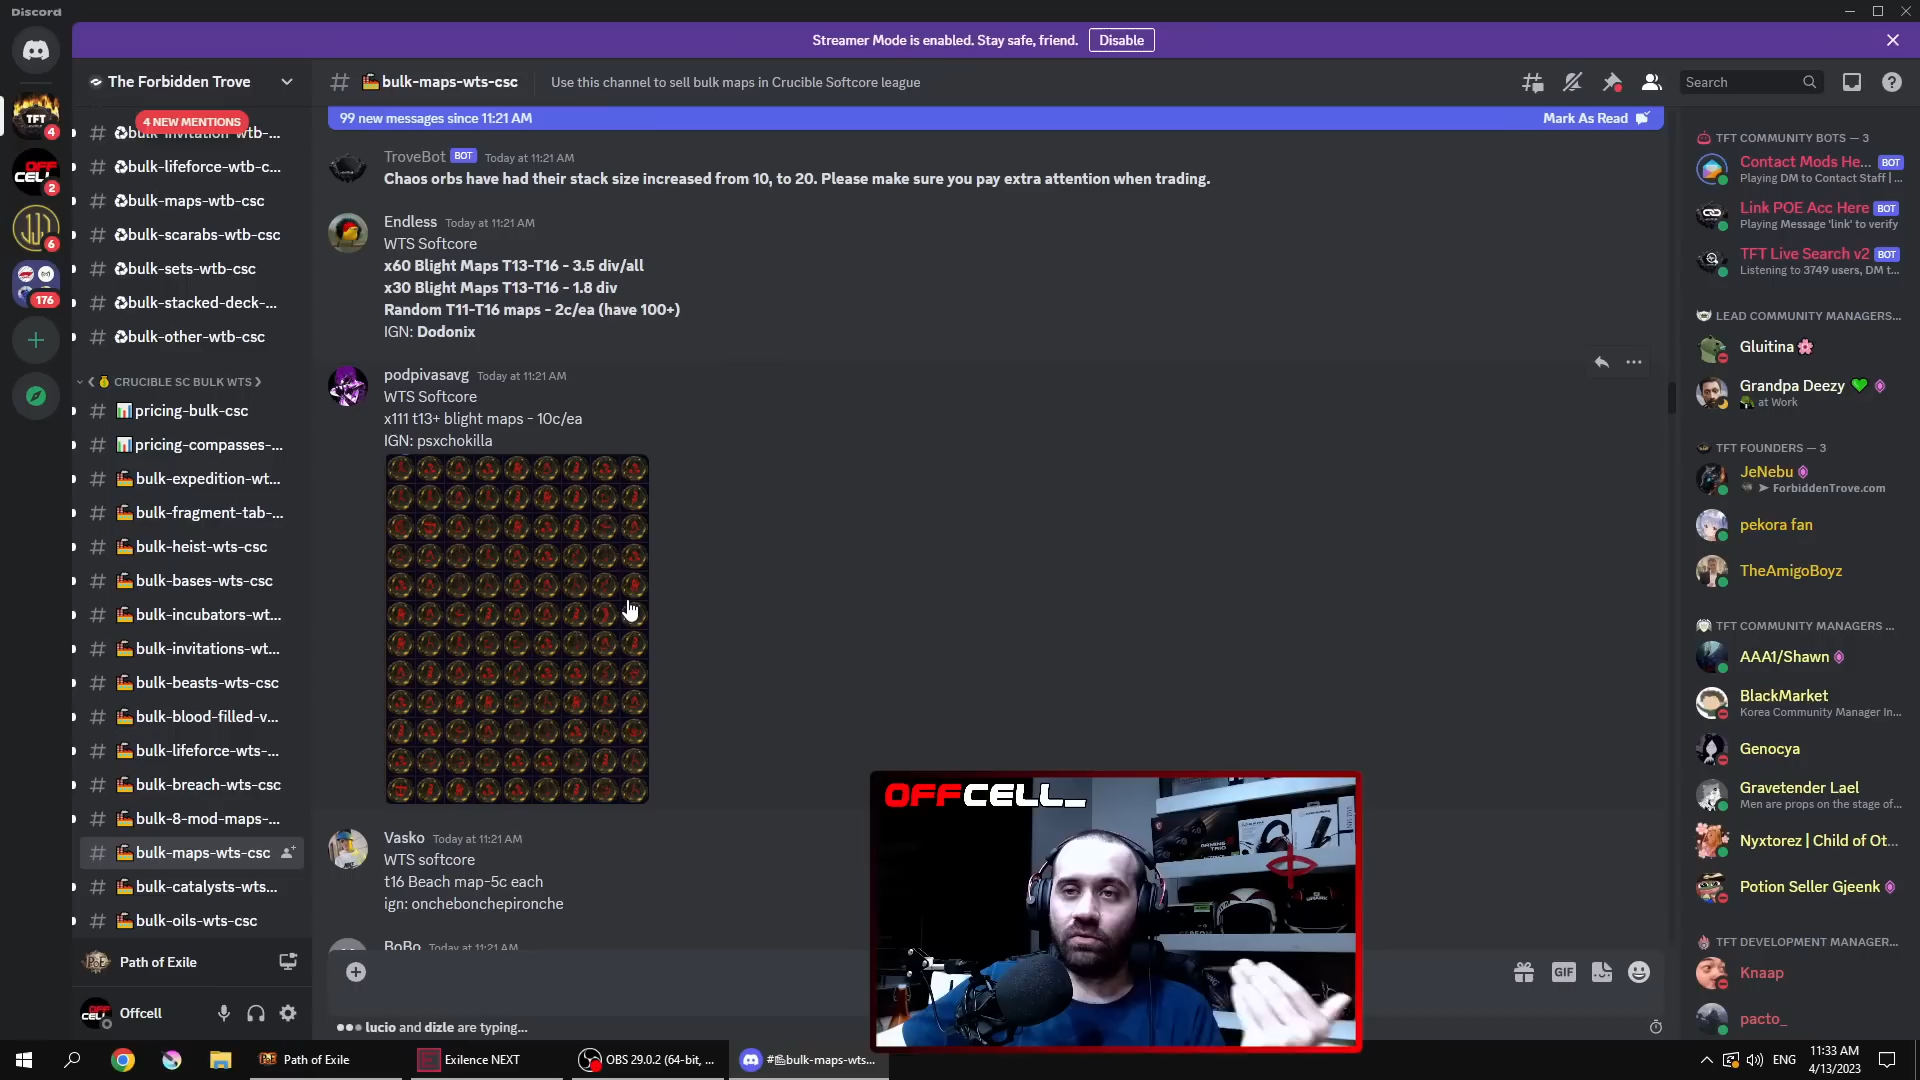 Discord
Streamer Mode is enabled. Stay safe, friend.
Disable
TFT
4
OFF
CELL_
2
6
176
The Forbidden Trove
4 NEW MENTIONS
bulk-invitation-wtb-...
bulk-lifeforce-wtb-c...
bulk-maps-wtb-csc
bulk-scarabs-wtb-csc
bulk-sets-wtb-csc
bulk-stacked-deck-...
bulk-other-wtb-csc
CRUCIBLE SC BULK WTS
pricing-bulk-csc
pricing-compasses-...
bulk-expedition-wt...
bulk-fragment-tab-...
bulk-heist-wts-csc
bulk-bases-wts-csc
bulk-incubators-wt...
bulk-invitations-wt...
bulk-beasts-wts-csc
bulk-blood-filled-v...
bulk-lifeforce-wts-...
bulk-breach-wts-csc
bulk-8-mod-maps-...
bulk-maps-wts-csc
bulk-catalysts-wts...
bulk-oils-wts-csc
Path of Exile
Offcell
bulk-maps-wts-csc
Use this channel to sell bulk maps in Crucible Softcore league
Search
99 new messages since 11:21 AM
Mark As Read
TroveBot BOT Today at 11:21 AM
Chaos orbs have had their stack size increased from 10, to 20. Please make sure you pay extra attention when trading.
Endless Today at 11:21 AM
WTS Softcore
x60 Blight Maps T13-T16 - 3.5 div/all
x30 Blight Maps T13-T16 - 1.8 div
Random T11-T16 maps - 2c/ea (have 100+)
IGN: Dodonix
podpivasavg Today at 11:21 AM
WTS Softcore
x111 t13+ blight maps - 10c/ea
IGN: psxchokilla
Vasko Today at 11:21 AM
WTS softcore
t16 Beach map-5c each
ign: onchebonchepironche
BoBo Today at 11:21 AM
GIF
lucio and dizle are typing...
OFFCELL_
TFT COMMUNITY BOTS — 3
Contact Mods He... BOT
Playing DM to Contact Staff | ...
Link POE Acc Here BOT
Playing Message 'link' to verify
TFT Live Search v2 BOT
Listening to 3749 users, DM t...
LEAD COMMUNITY MANAGERS...
Gluitina
Grandpa Deezy
at Work
TFT FOUNDERS — 3
JeNebu
➤ ForbiddenTrove.com
pekora fan
TheAmigoBoyz
TFT COMMUNITY MANAGERS ...
AAA1/Shawn
BlackMarket
Korea Community Manager In...
Genocya
Gravetender Lael
Men are props on the stage of...
Nyxtorez | Child of Ot...
Potion Seller Gjeenk
TFT DEVELOPMENT MANAGER...
Knaap
pacto_
Path of Exile
Exilence NEXT
OBS 29.0.2 (64-bit, ...
#bulk-maps-wts...
ENG
11:33 AM
4/13/2023